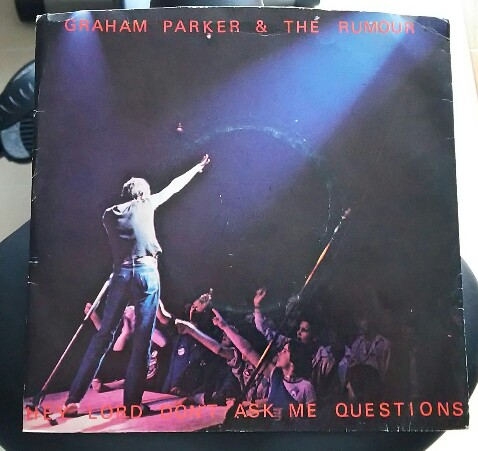 GRAHAM PARKER & THE RUMOUR
HEY LORD DON'T ASK ME QUESTIONS